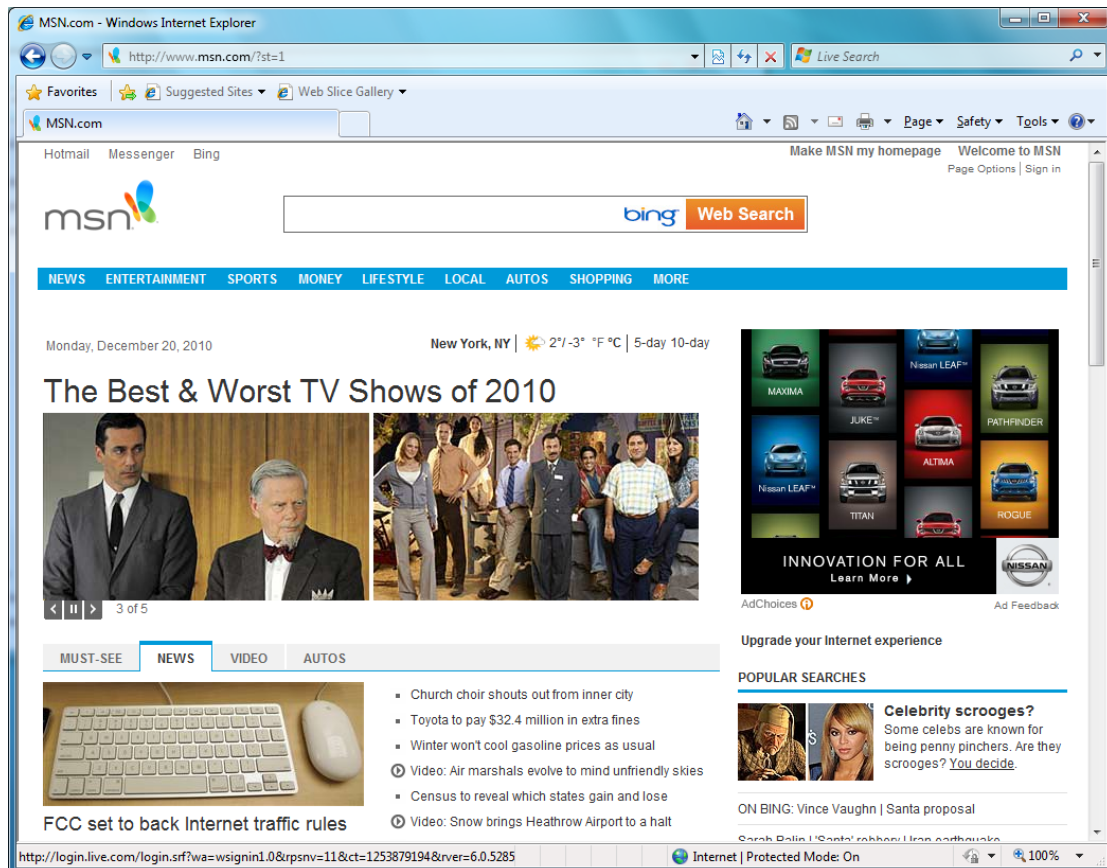 MSN.com - Windows Internet Explorer
http://www.msn.com/?st=1
Live Search
Favorites Suggested Sites Web Slice Gallery
MSN.com
Page Safety Tools
Hotmail Messenger Bing
Make MSN my homepage Welcome to MSN
Page Options | Sign in
msn
bing Web Search
NEWS ENTERTAINMENT SPORTS MONEY LIFESTYLE LOCAL AUTOS SHOPPING MORE
Monday, December 20, 2010
New York, NY | 2°/-3° °F °C | 5-day 10-day
The Best & Worst TV Shows of 2010
3 of 5
MAXIMA
JUKE™
Nissan LEAF™
PATHFINDER
Nissan LEAF™
TITAN
ALTIMA
ROGUE
INNOVATION FOR ALL
Learn More
NISSAN
AdChoices
Ad Feedback
Upgrade your Internet experience
MUST-SEE NEWS VIDEO AUTOS
Church choir shouts out from inner city
Toyota to pay $32.4 million in extra fines
Winter won't cool gasoline prices as usual
Video: Air marshals evolve to mind unfriendly skies
Census to reveal which states gain and lose
Video: Snow brings Heathrow Airport to a halt
FCC set to back Internet traffic rules
POPULAR SEARCHES
Celebrity scrooges?
Some celebs are known for
being penny pinchers. Are they
scrooges? You decide.
ON BING: Vince Vaughn | Santa proposal
Sarah Palin | 'Santa' robbery | Iran earthquake
http://login.live.com/login.srf?wa=wsignin1.0&rpsnv=11&ct=1253879194&rver=6.0.5285
Internet | Protected Mode: On
100%